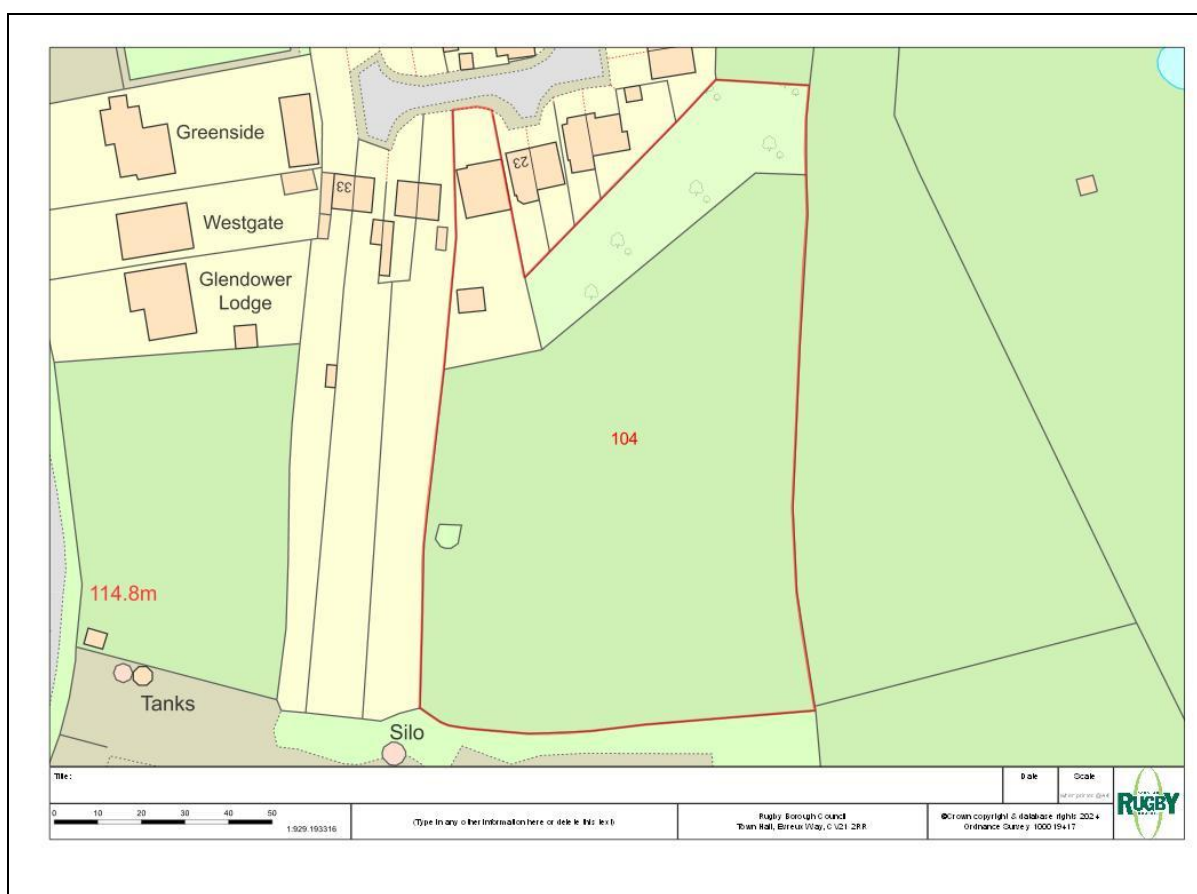 Greenside
23
33
Westgate
Glendower
Lodge
104
114.8m
Tanks
Silo
Title:
Date
Scale
0 10 20 30 40 50
1:929.193316
(Type in any other information here or delete this text)
Rugby Borough Council
Town Hall, Evreux Way, CV21 2RR
©Crown copyright & database rights 2024
Ordnance Survey 100019417
RUGBY